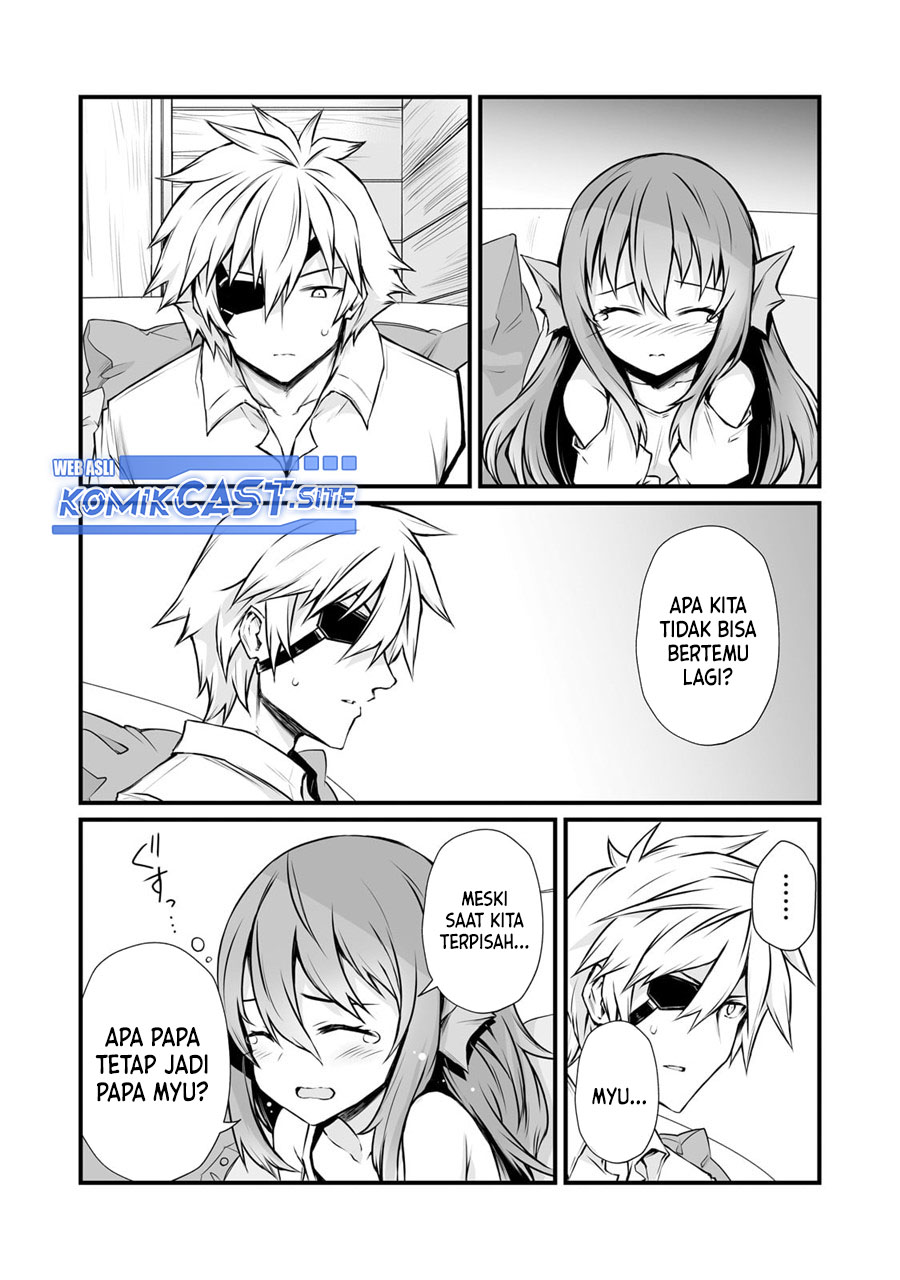 WEB ASLI
KOMIKCAST.SITE
APA KITA
TIDAK BISA
BERTEMU
LAGI?
………
MYU...
MESKI
SAAT KITA
TERPISAH...
ぐすっ…
APA PAPA
TETAP JADI
PAPA MYU?